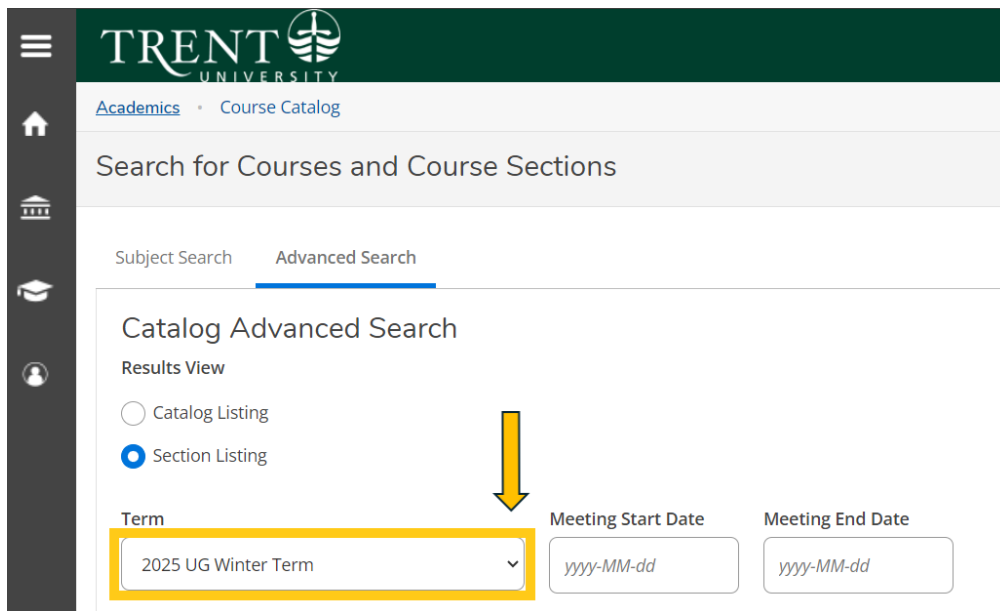 TRENT
UNIVERSITY
Academics • Course Catalog
Search for Courses and Course Sections
Subject Search Advanced Search
Catalog Advanced Search
Results View
Catalog Listing
Section Listing
Term Meeting Start Date Meeting End Date
2025 UG Winter Term yyyy-MM-dd yyyy-MM-dd